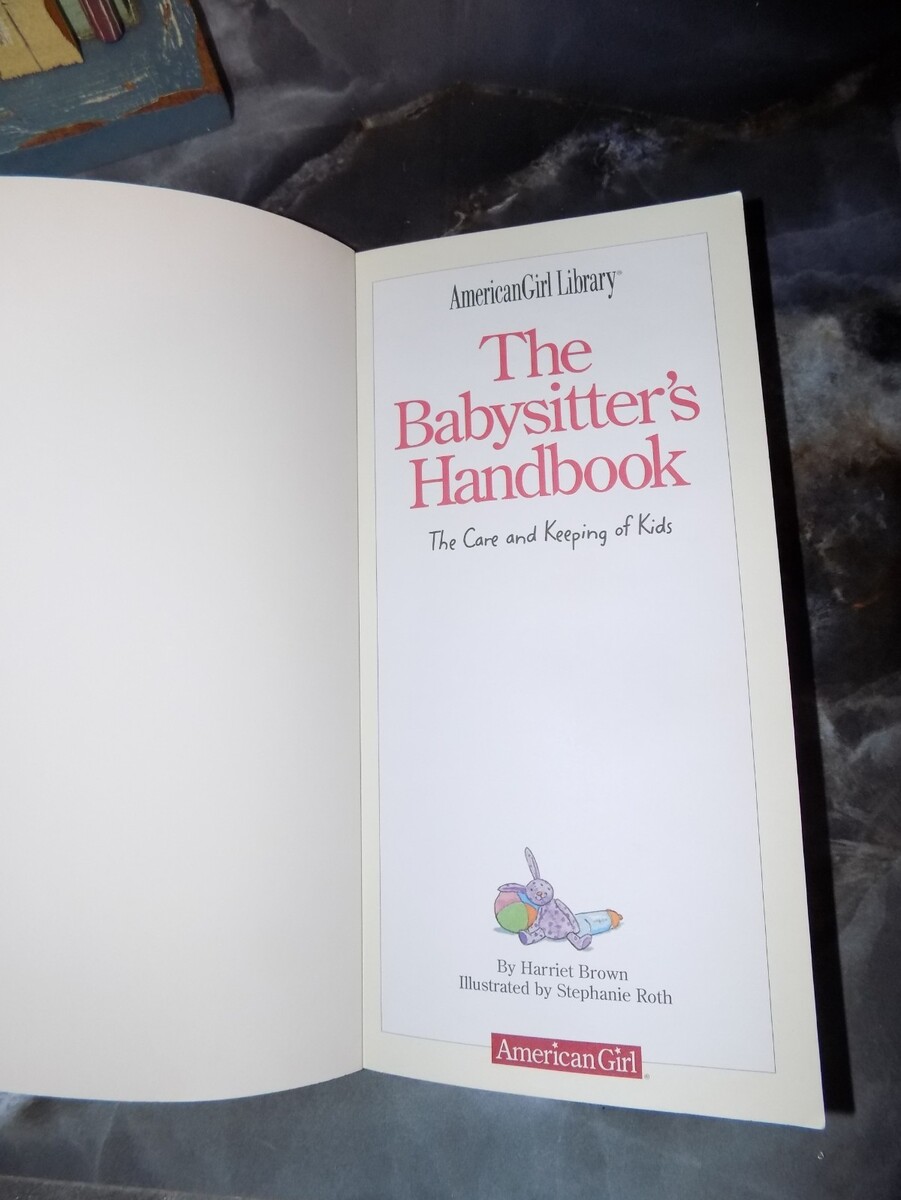 AmericanGirl Library®
The
Babysitter's
Handbook
The Care and Keeping of Kids
By Harriet Brown
Illustrated by Stephanie Roth
American Girl®